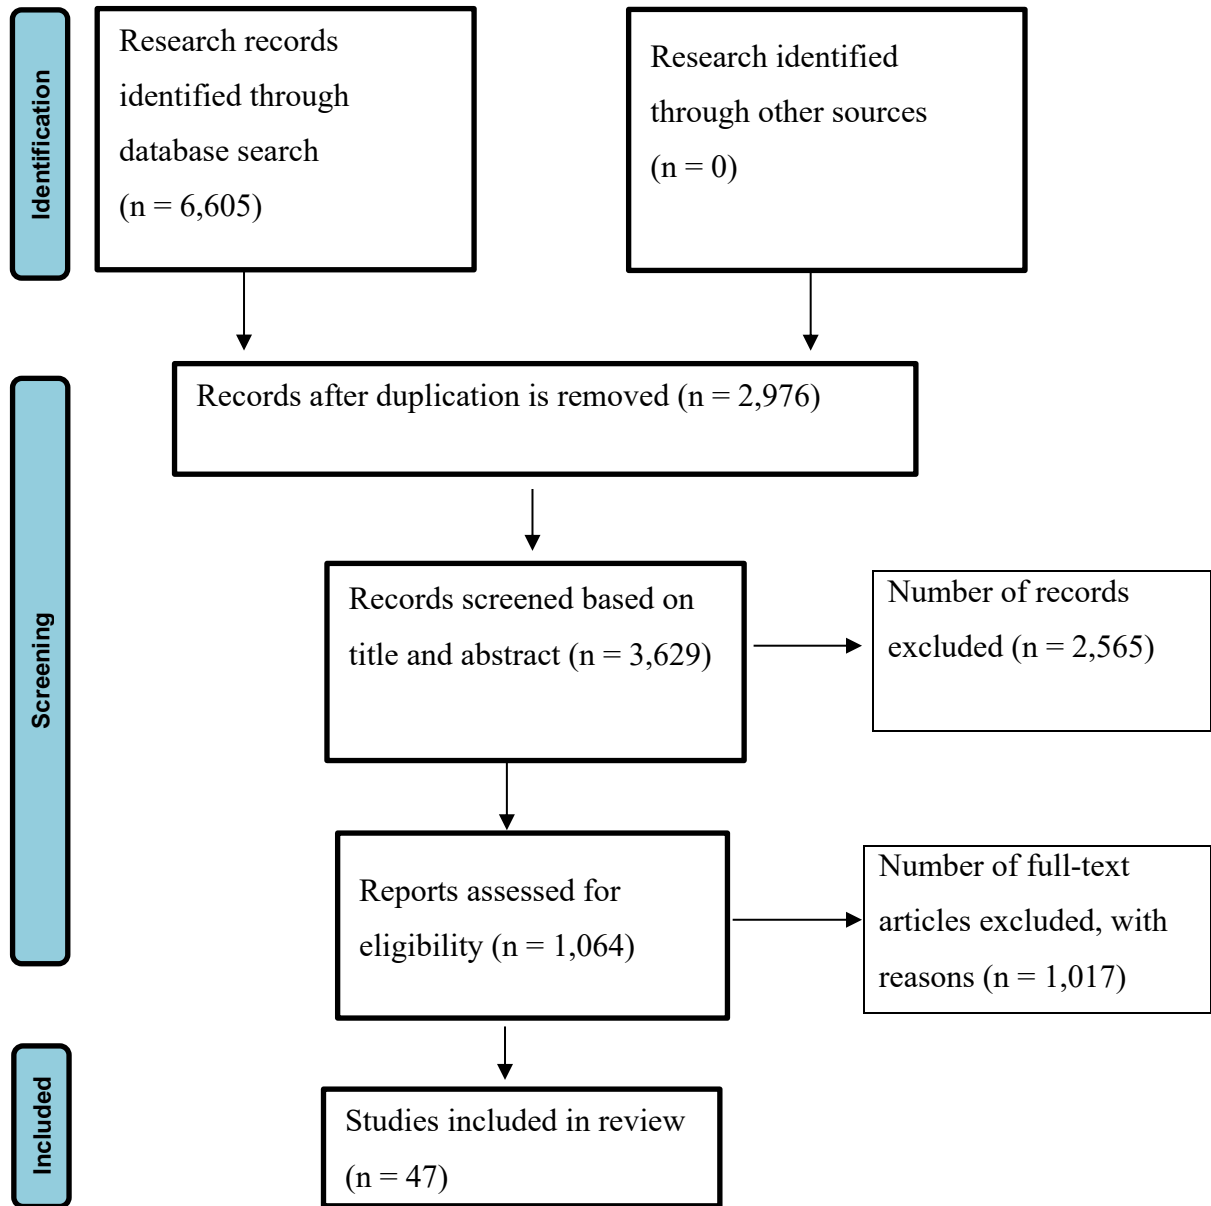 Identification
Research records
identified through
database search
(n = 6,605)
Research identified
through other sources
(n = 0)
Screening
Records after duplication is removed (n = 2,976)
Records screened based on
title and abstract (n = 3,629)
Number of records
excluded (n = 2,565)
Reports assessed for
eligibility (n = 1,064)
Number of full-text
articles excluded, with
reasons (n = 1,017)
Included
Studies included in review
(n = 47)